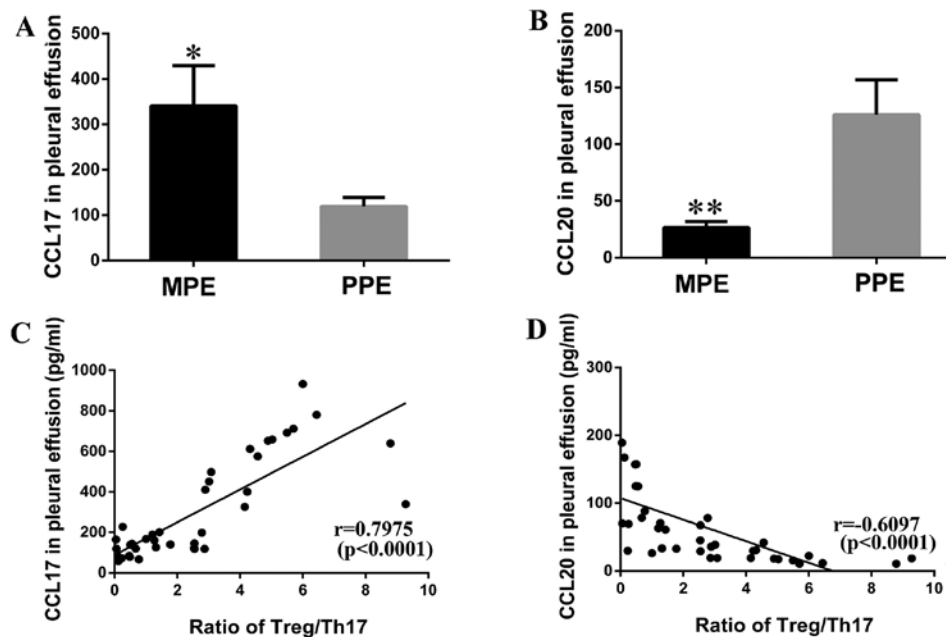 A
CCL17 in pleural effusion
500
400
300
200
100
0
*
MPE
PPE
B
CCL20 in pleural effusion
200
150
100
50
0
**
MPE
PPE
C
CCL17 in pleural effusion (pg/ml)
1000
800
600
400
200
0
0 2 4 6 8 10
r=0.7975
(p<0.0001)
Ratio of Treg/Th17
D
CCL20 in pleural effusion (pg/ml)
300
200
100
0
0 2 4 6 8 10
r=-0.6097
(p<0.0001)
Ratio of Treg/Th17